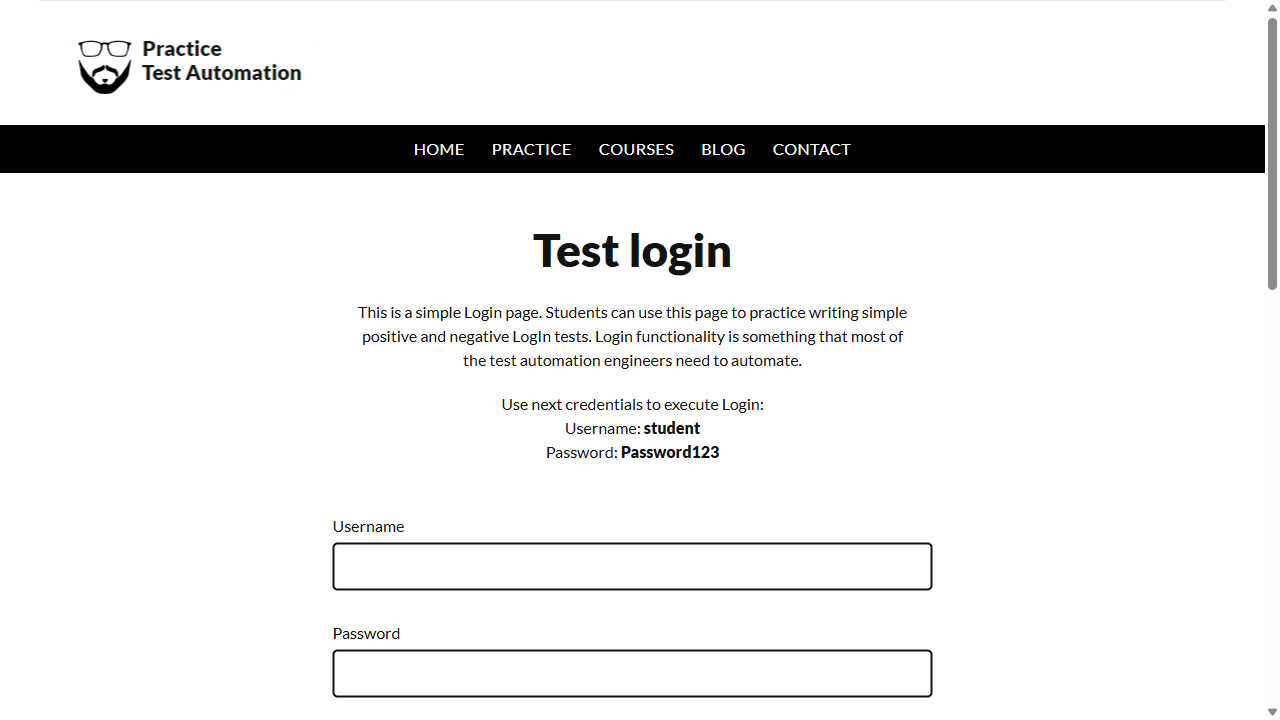 Practice
Test Automation
HOME PRACTICE COURSES BLOG CONTACT
Test login
This is a simple Login page. Students can use this page to practice writing simple
positive and negative LogIn tests. Login functionality is something that most of
the test automation engineers need to automate.
Use next credentials to execute Login:
Username: student
Password: Password123
Username
Password